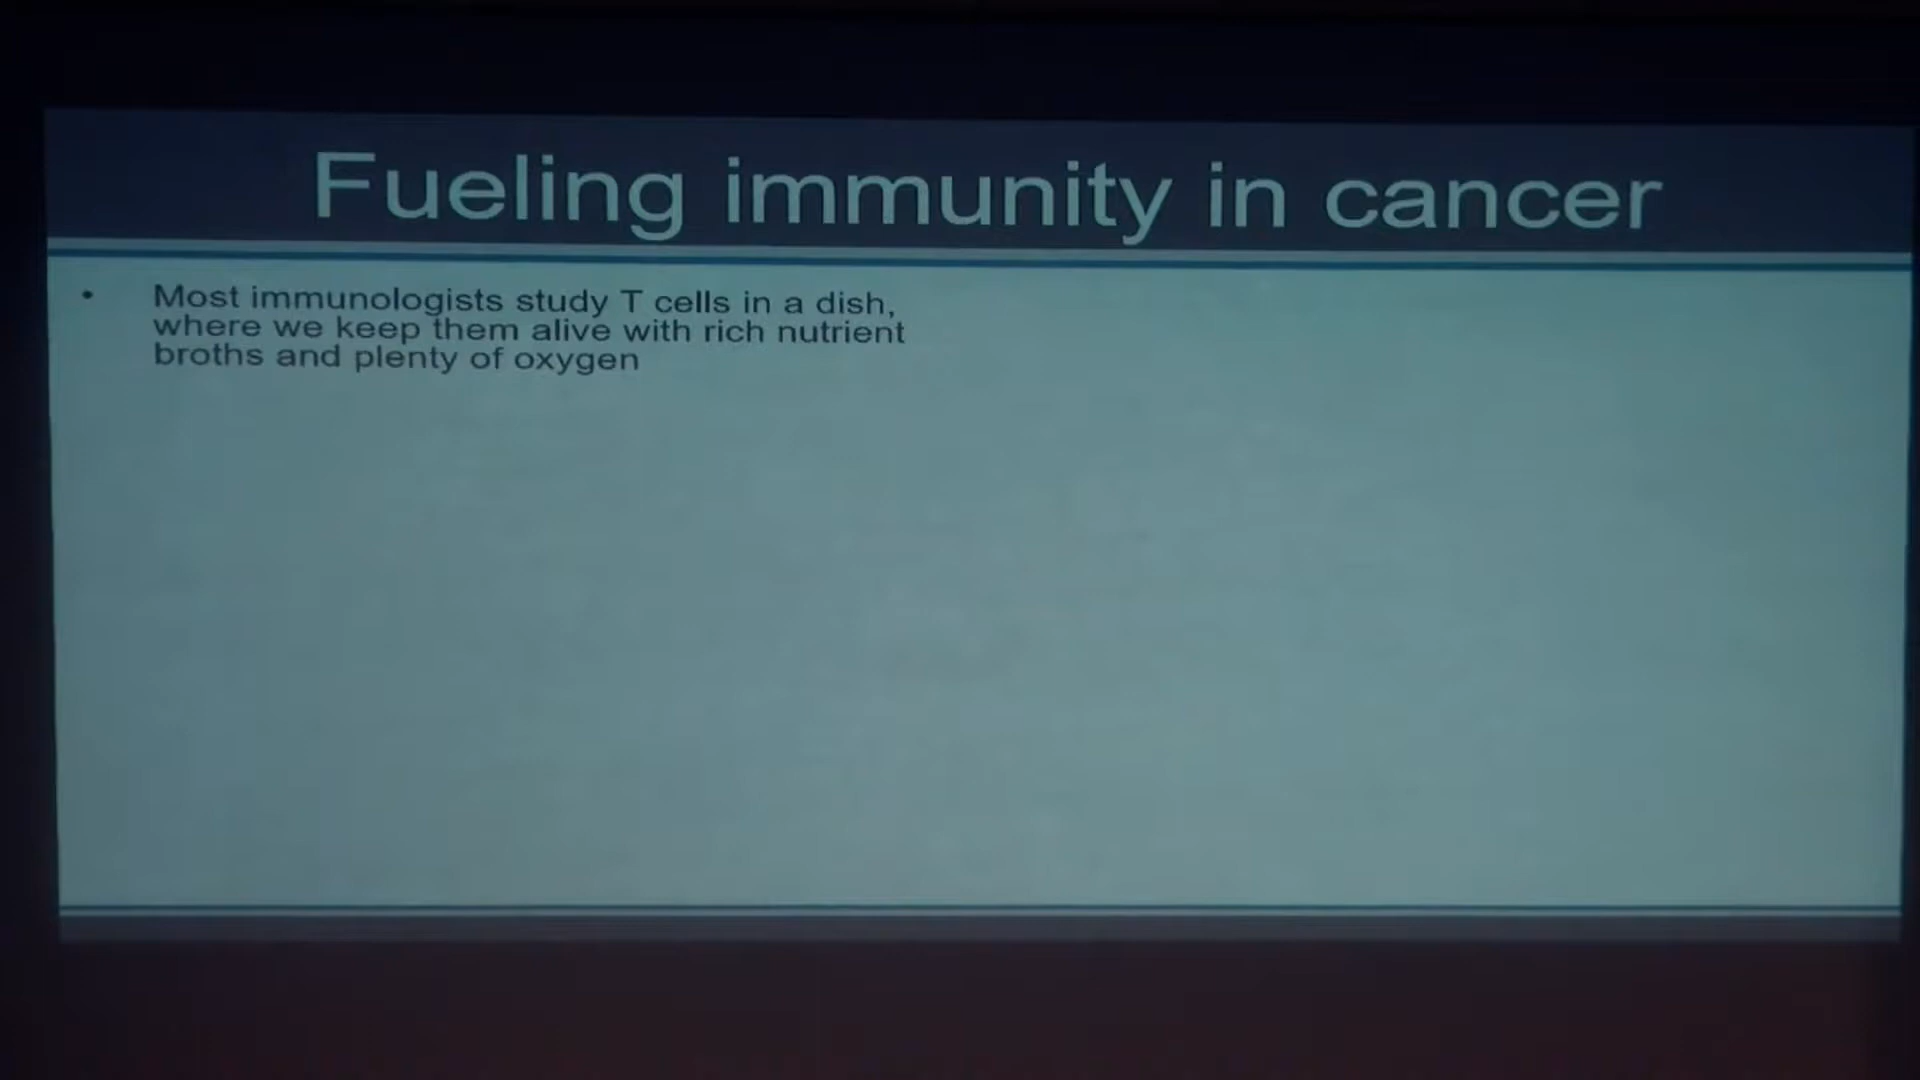 Fueling immunity in cancer
• Most immunologists study T cells in a dish,
where we keep them alive with rich nutrient
broths and plenty of oxygen